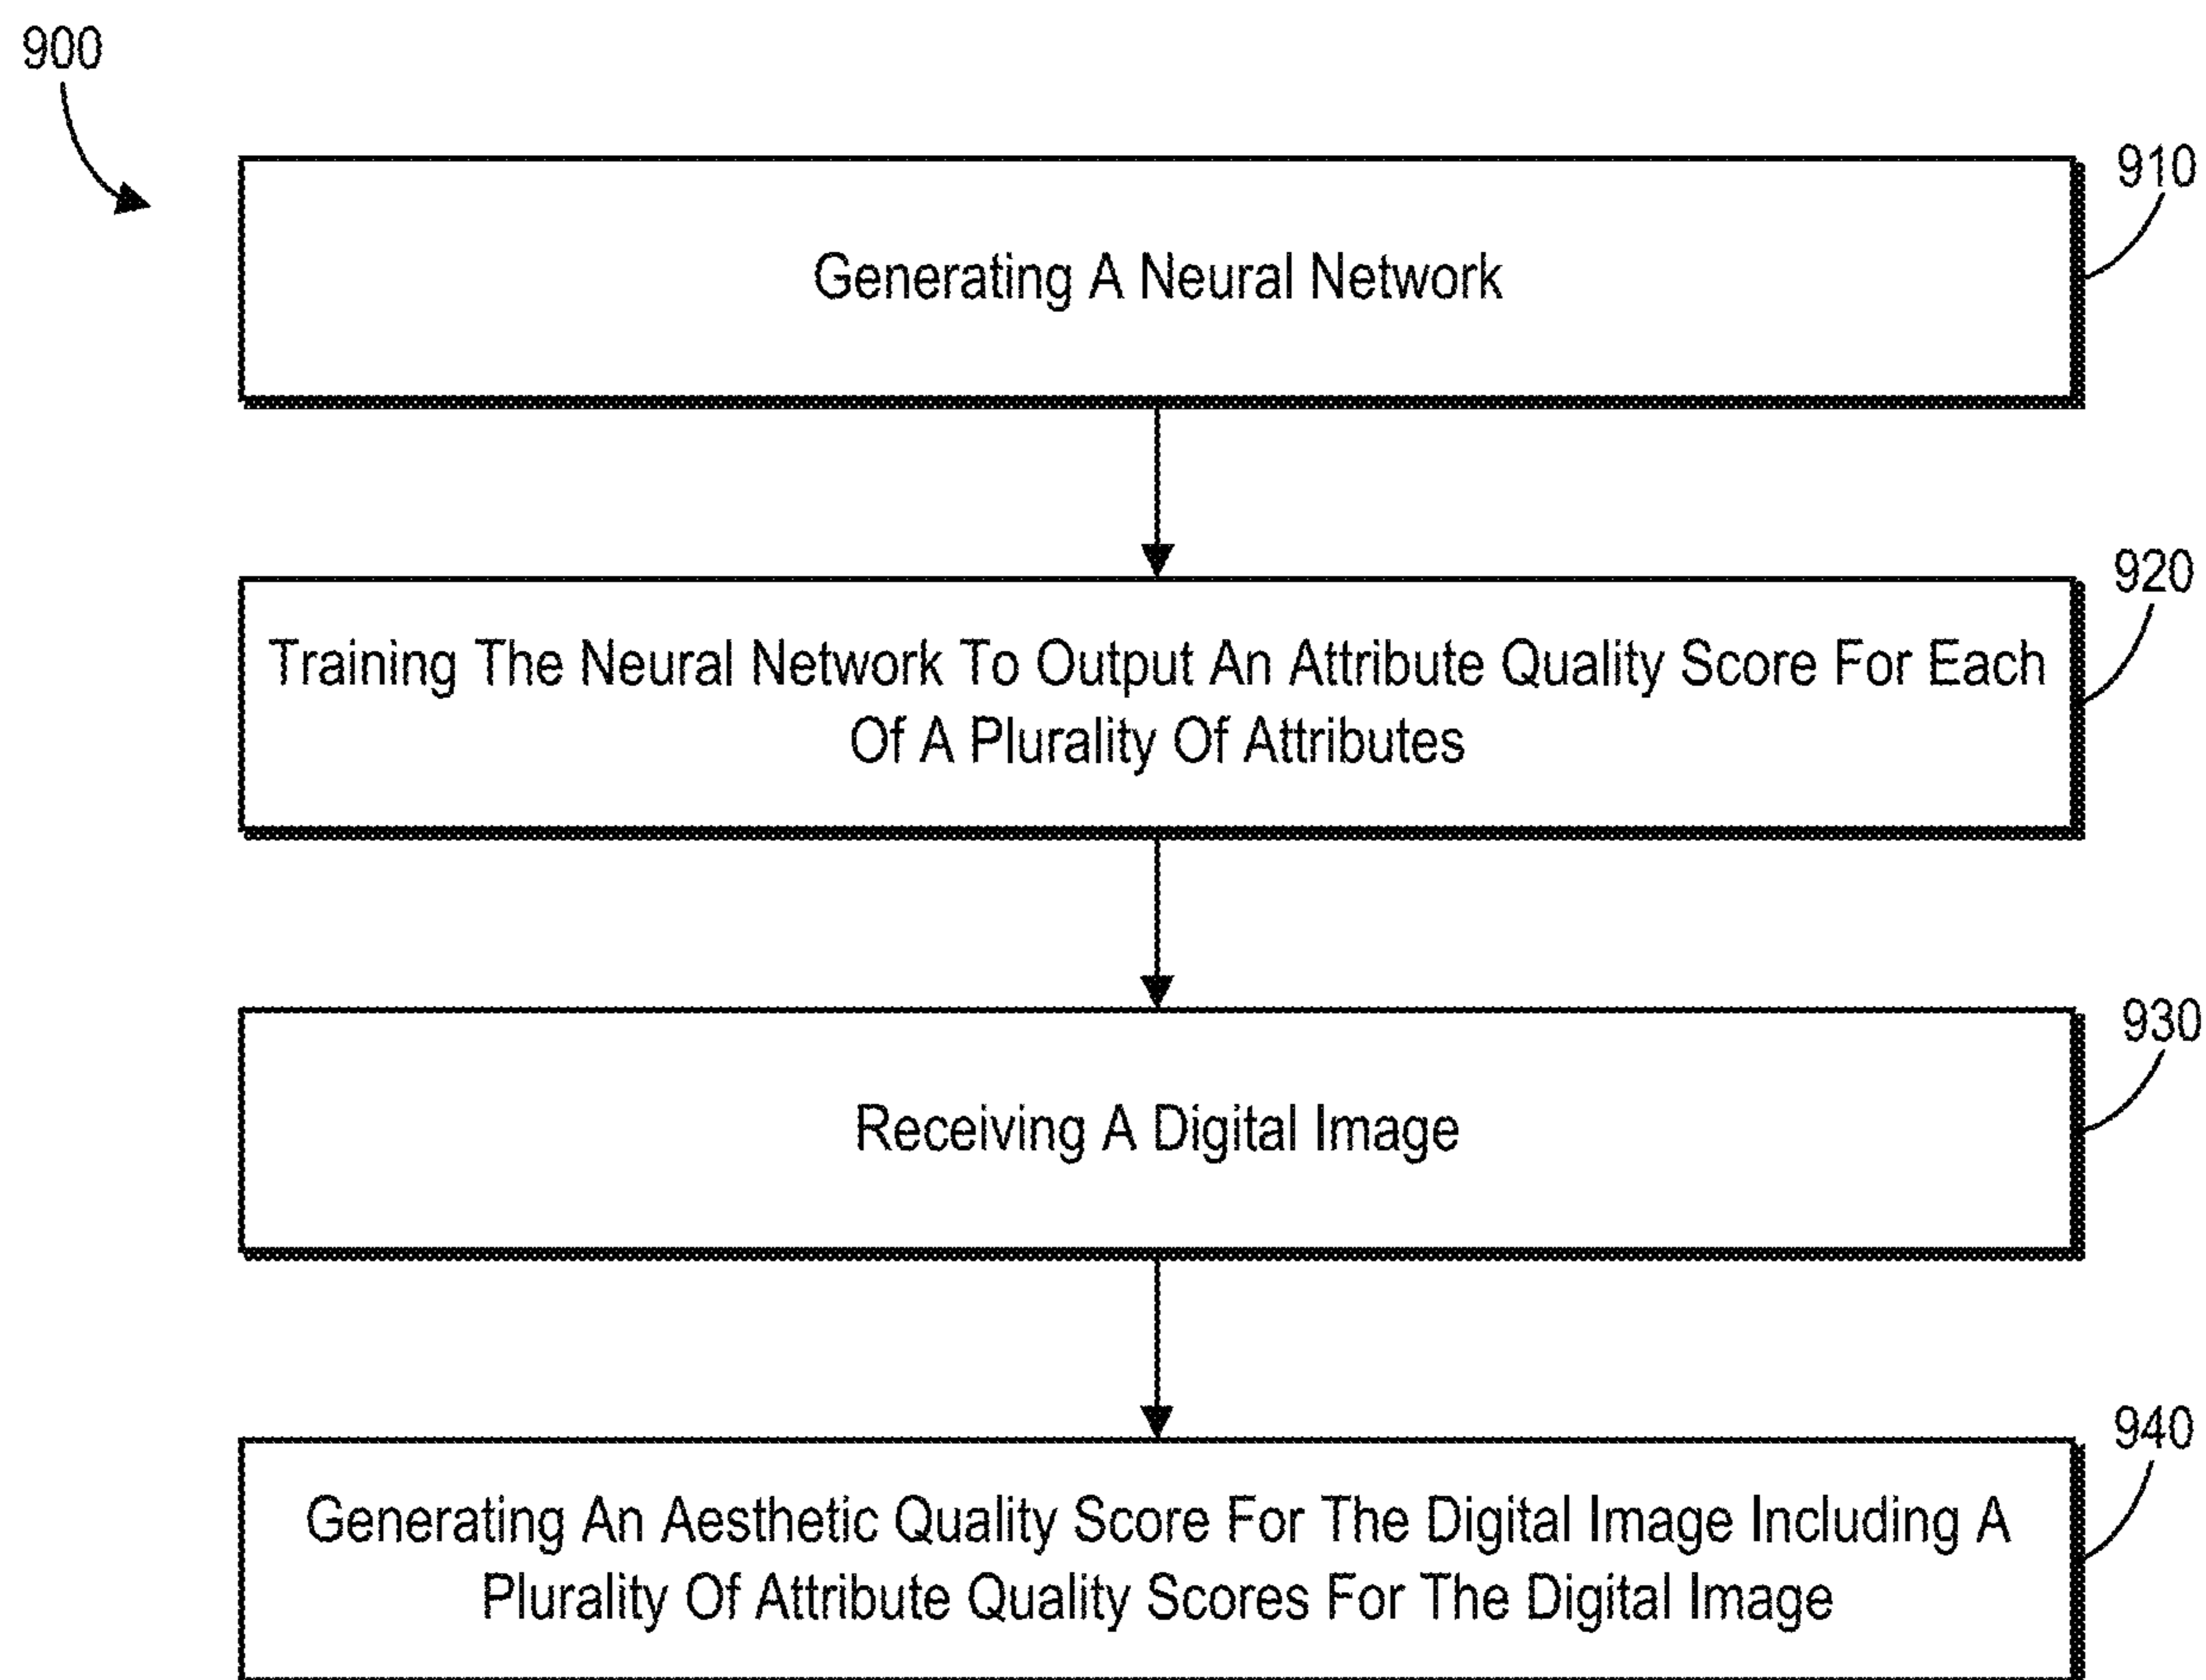 900
910
Generating A Neural Network
920
Training The Neural Network To Output An Attribute Quality Score For Each
Of A Plurality Of Attributes
930
Receiving A Digital Image
940
Generating An Aesthetic Quality Score For The Digital Image Including A
Plurality Of Attribute Quality Scores For The Digital Image